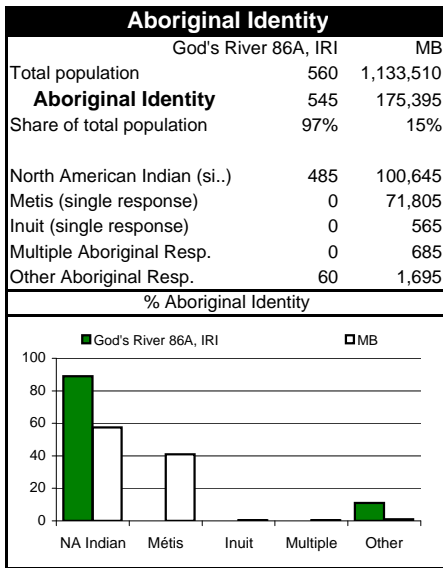 Aboriginal Identity
God's River 86A, IRI MB
Total population 560 1,133,510
Aboriginal Identity 545 175,395
Share of total population 97% 15%
North American Indian (si..) 485 100,645
Metis (single response) 0 71,805
Inuit (single response) 0 565
Multiple Aboriginal Resp. 0 685
Other Aboriginal Resp. 60 1,695
% Aboriginal Identity
God's River 86A, IRI MB
100
80
60
40
20
0
NA Indian Métis Inuit Multiple Other